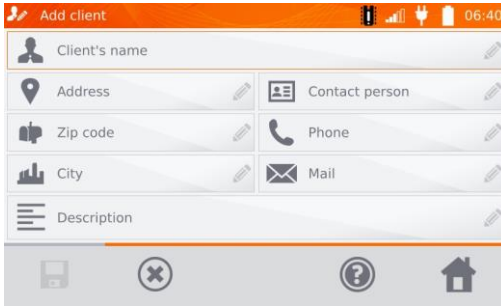 Add client 06:40
Client's name
Address Contact person
Zip code Phone
City Mail
Description